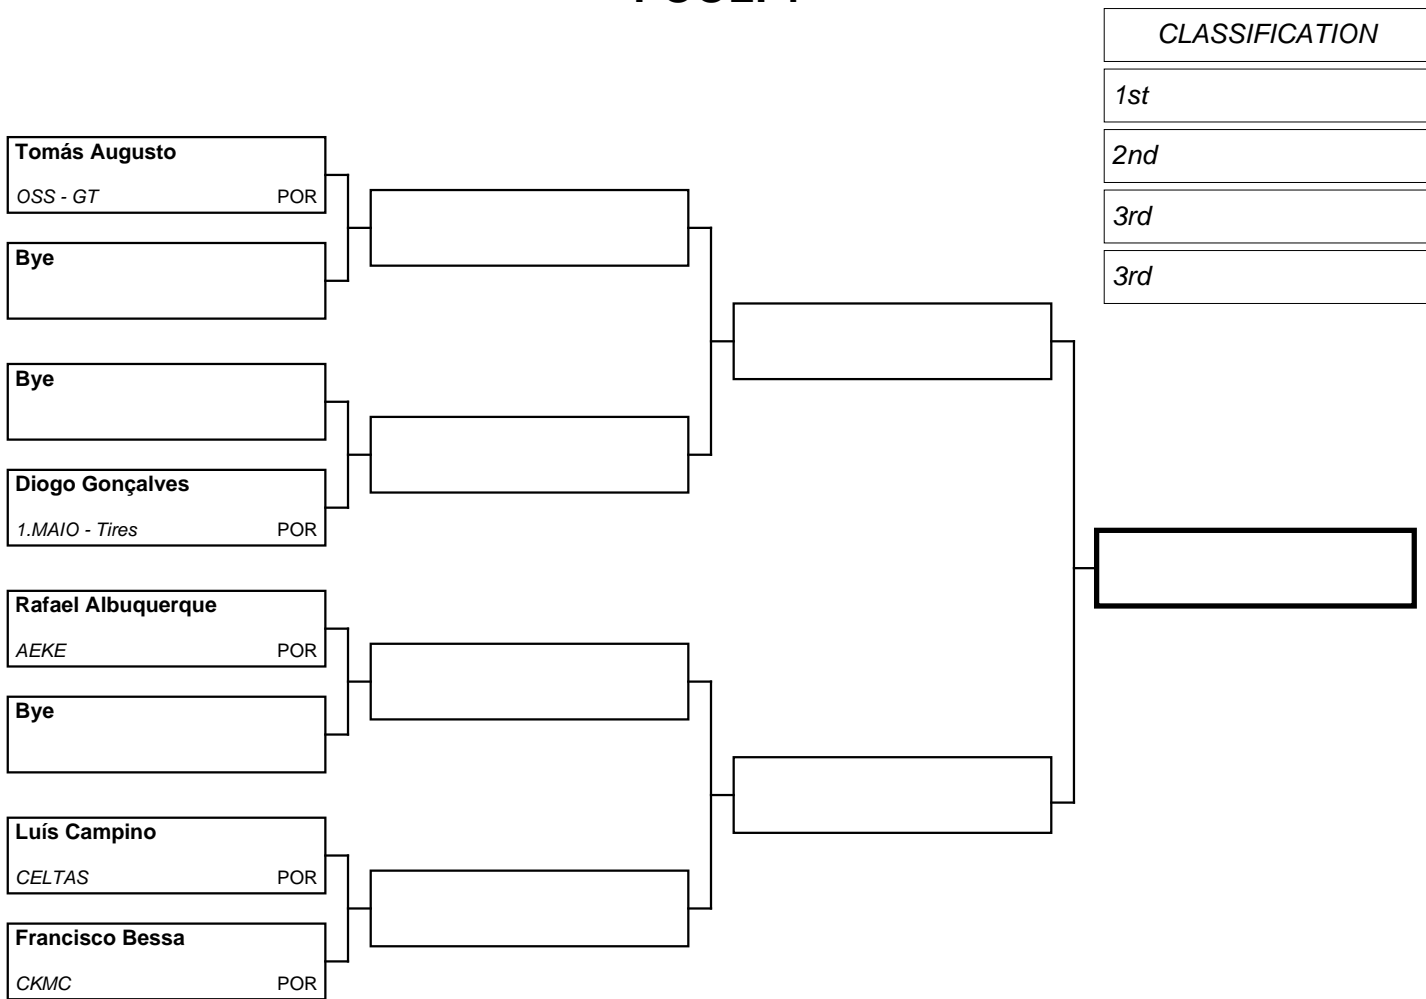 CLASSIFICATION
1st
2nd
3rd
3rd
Tomás Augusto
OSS - GT POR
Bye
Bye
Diogo Gonçalves
1.MAIO - Tires POR
Rafael Albuquerque
AEKE POR
Bye
Luís Campino
CELTAS POR
Francisco Bessa
CKMC POR